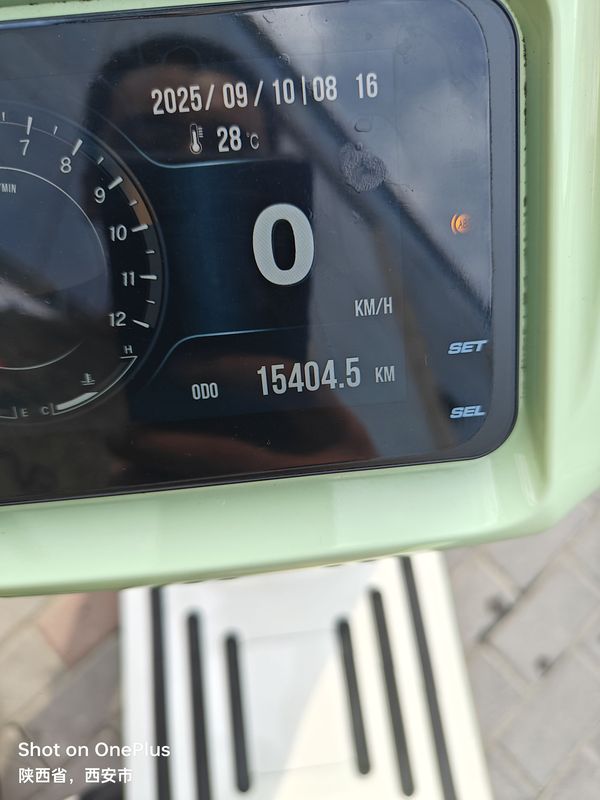 2025/ 09 / 10 | 08 16
28 °C
7
8
/MIN
9
10
0
11
12
KM/H
H
SET
ODO 15404.5 KM
E C
SEL
Shot on OnePlus
陕西省，西安市